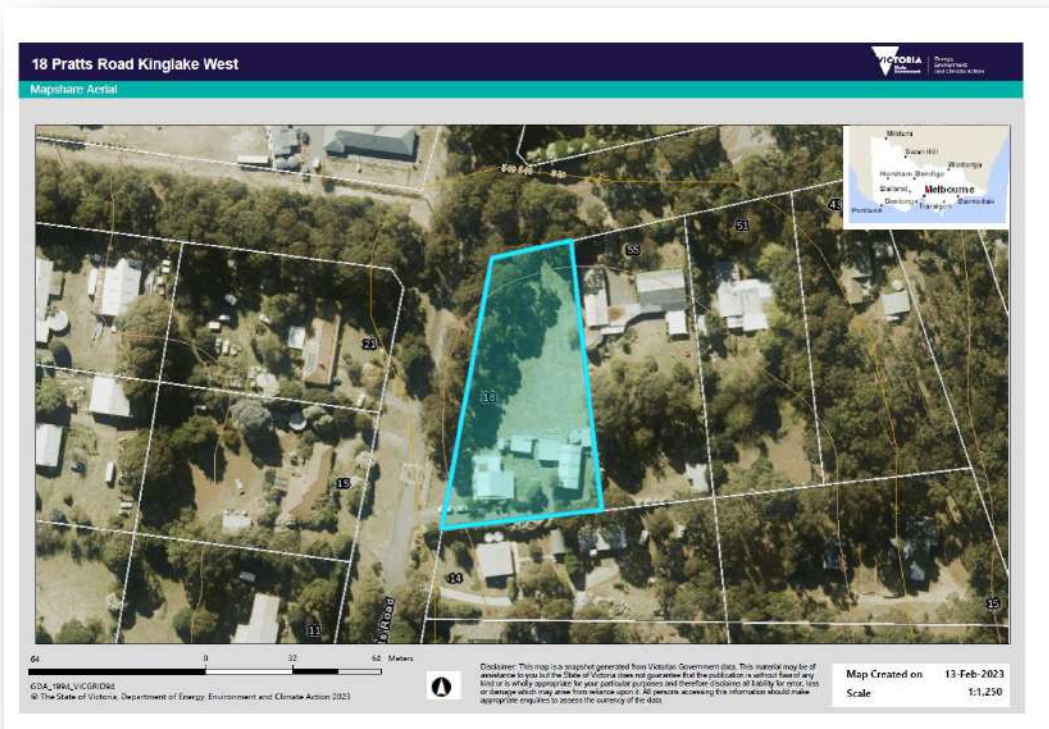 18 Pratts Road Kinglake West
VICTORIA
State
Government
Energy,
Environment
and Climate Action
Mapshare Aerial
Mildura
Swan Hill
Wodonga
Horsham Bendigo
Ballarat
Melbourne
Geelong
Bairnsdale
Portland
Traralgon
43
51
55
21
18
15
14
15
11
Road
64 0 32 64 Meters
GDA_1994_VICGRID94
© The State of Victoria, Department of Energy, Environment and Climate Action 2023
Disclaimer: This map is a snapshot generated from Victorian Government data. This material may be of
assistance to you but the State of Victoria does not guarantee that the publication is without flaw of any
kind or is wholly appropriate for your particular purposes and therefore disclaims all liability for error, loss
or damage which may arise from reliance upon it. All persons accessing this information should make
appropriate enquiries to assess the currency of the data.
Map Created on 13-Feb-2023
Scale 1:1,250